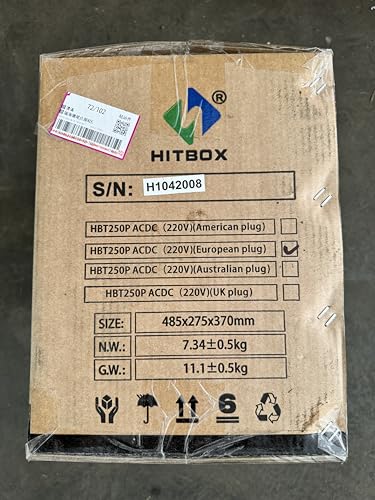 72/102
®
HITBOX
S/N: H1042008
HBT250P ACDC（220V)(American plug)
HBT250P ACDC（220V)(European plug)
HBT250P ACDC（220V)(Australian plug)
HBT250P ACDC（220V)(UK plug)
SIZE: 485x275x370mm
N.W.: 7.34±0.5kg
G.W.: 11.1±0.5kg
6